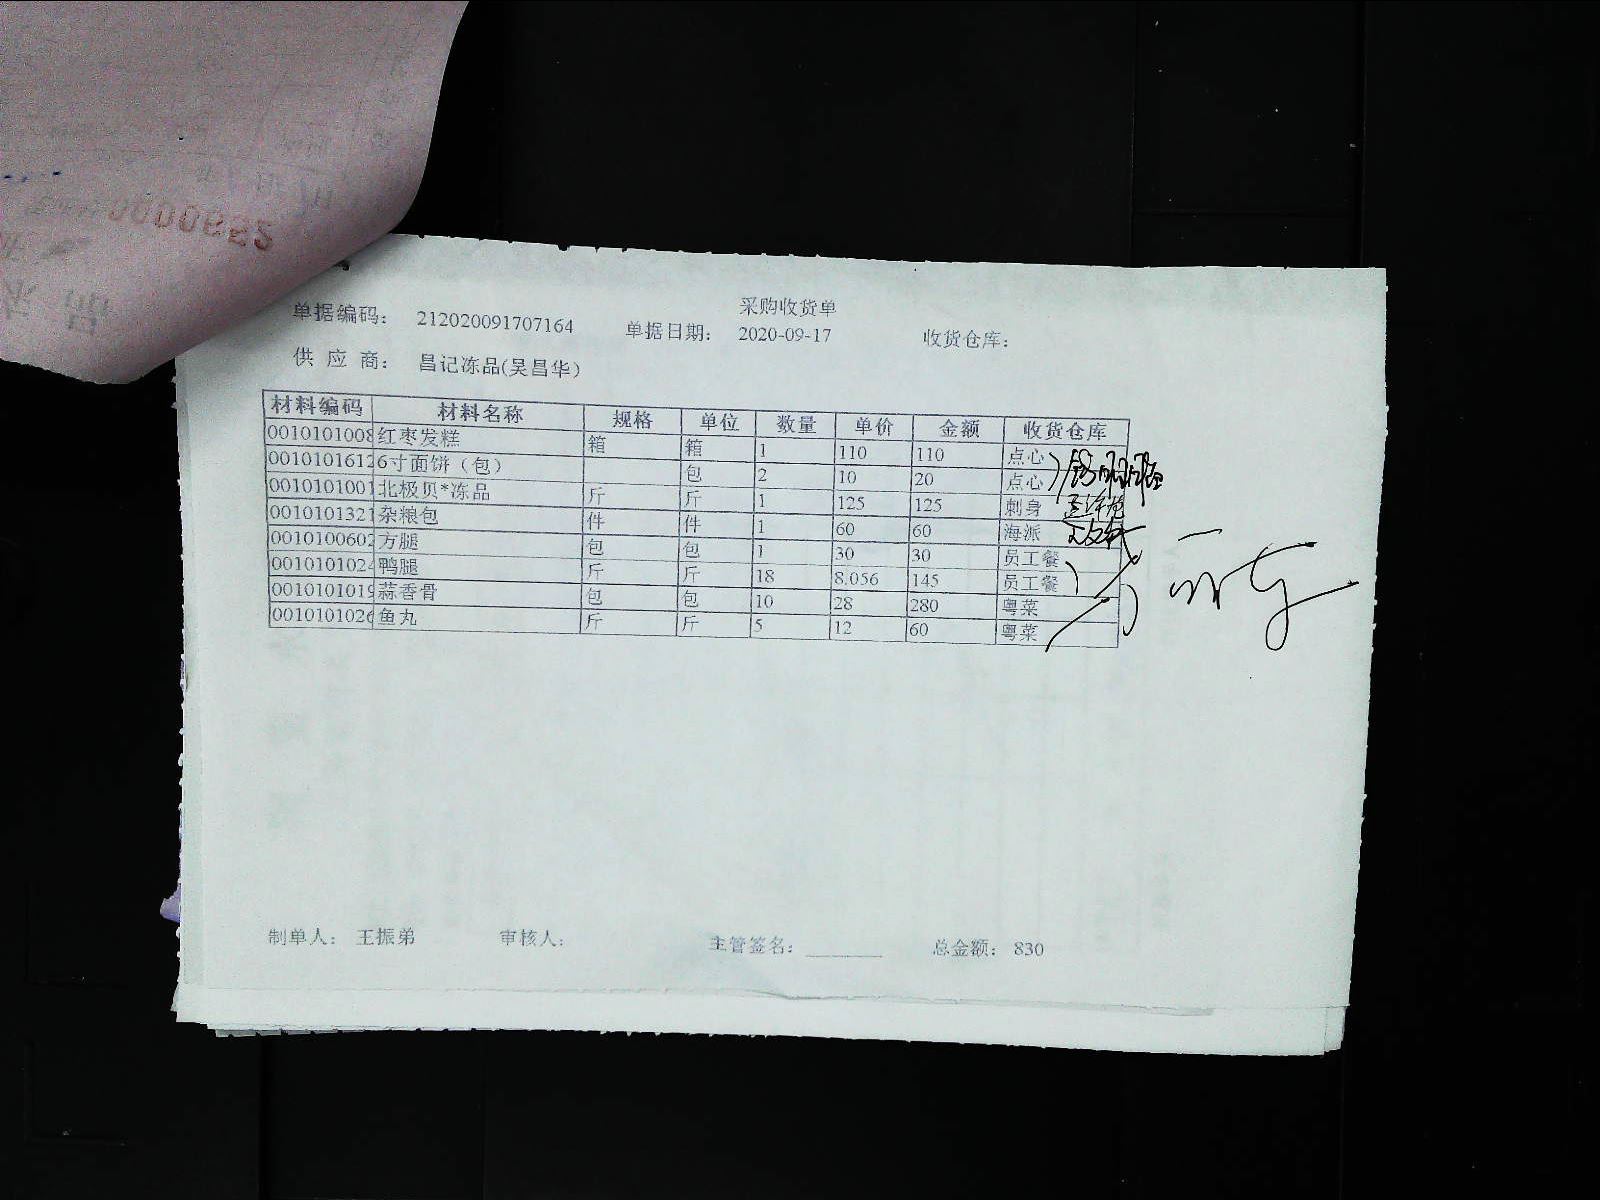 采购收货单
单据编码： 212020091707164 单据日期： 2020-09-17 收货仓库：
供 应 商： 昌记冻品(吴昌华)
材料编码 材料名称 规格 单位 数量 单价 金额 收货仓库
0010101008 红枣发糕 箱 箱 1 110 110 点心
0010101612 6寸面饼（包） 包 2 10 20 点心
0010101001 北极贝*冻品 斤 斤 1 125 125 刺身
0010101321 杂粮包 件 件 1 60 60 海派
0010100602 方腿 包 包 1 30 30 员工餐
0010101024 鸭腿 斤 斤 18 8.056 145 员工餐
0010101019 蒜香骨 包 包 10 28 280 粤菜
0010101026 鱼丸 斤 斤 5 12 60 粤菜
制单人： 王振弟 审核人： 主管签名： 总金额： 830